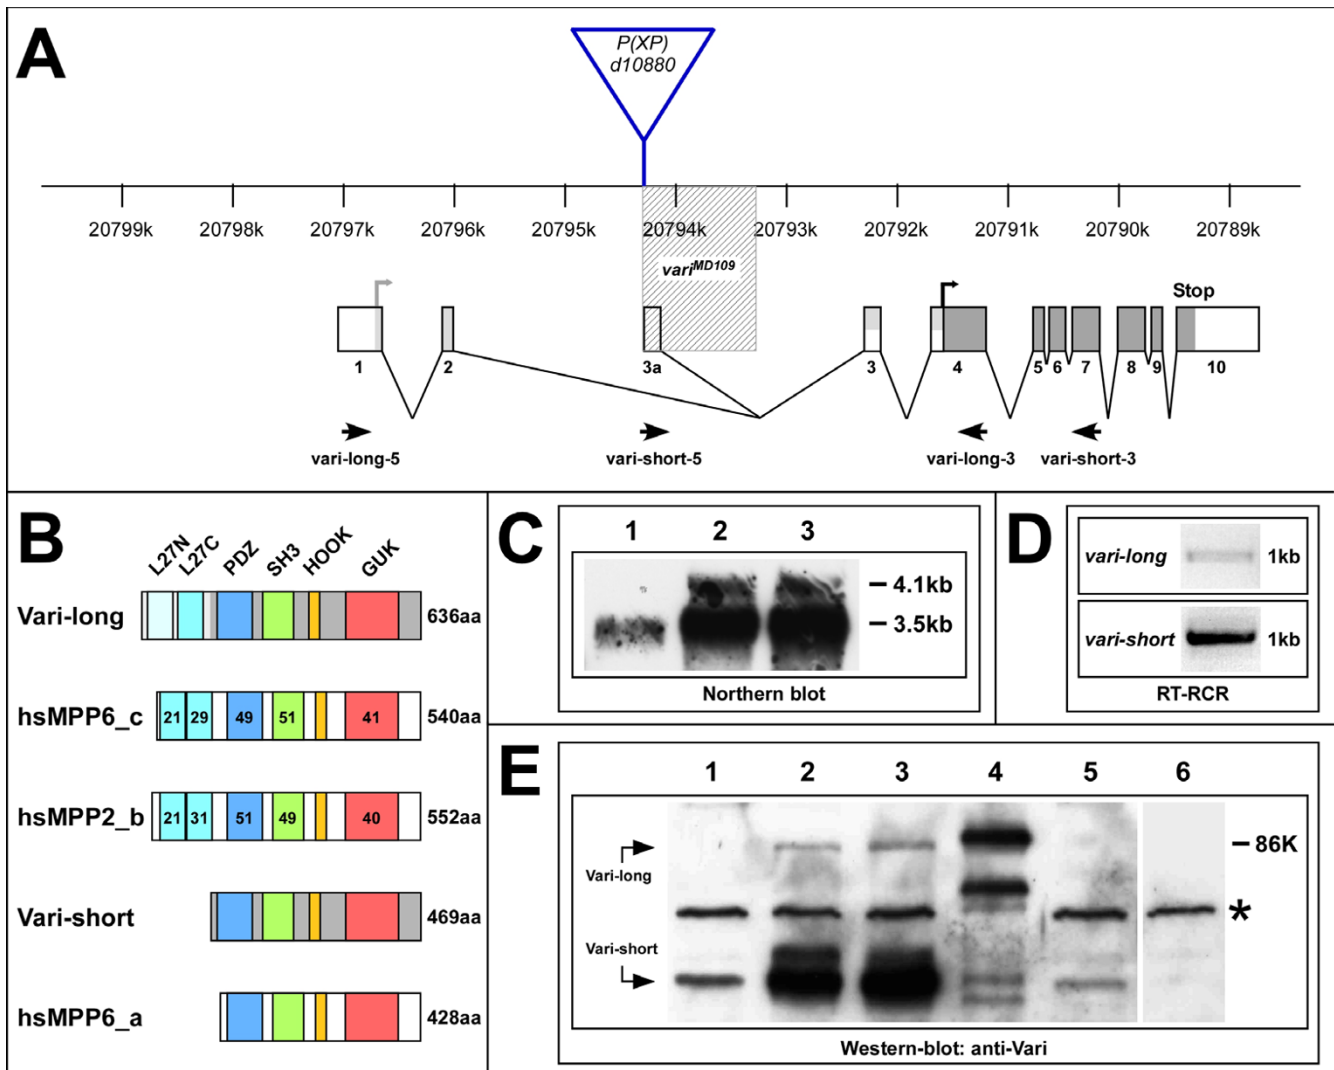 A
P(XP)
d10880
20799k 20798k 20797k 20796k 20795k 20794k 20793k 20792k 20791k 20790k 20789k
vari^MD109
Stop
1 2 3a 3 4 5 6 7 8 9 10
vari-long-5 vari-short-5 vari-long-3 vari-short-3
B
L27N L27C PDZ SH3 HOOK GUK
Vari-long 636aa
hsMPP6_c 21 29 49 51 41 540aa
hsMPP2_b 21 31 51 49 40 552aa
Vari-short 469aa
hsMPP6_a 428aa
C
1 2 3
4.1kb
3.5kb
Northern blot
D
vari-long 1kb
vari-short 1kb
RT-RCR
E
1 2 3 4 5 6
86K
Vari-long
*
Vari-short
Western-blot: anti-Vari